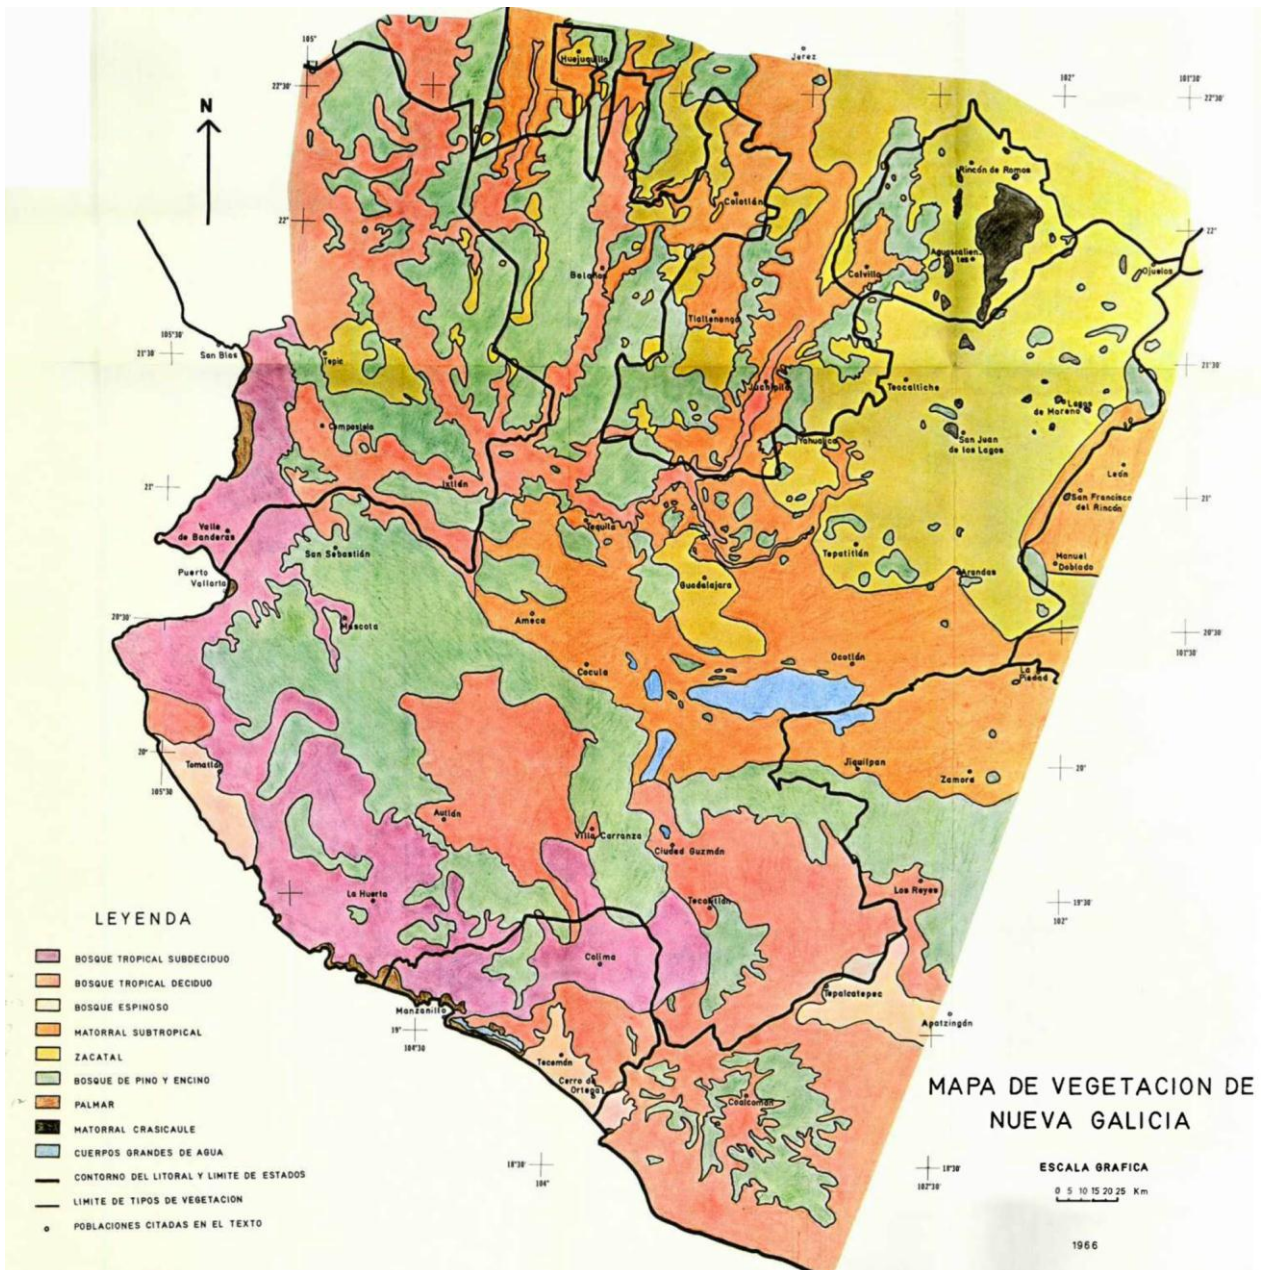 105°
Huejuquilla
Jerez
102°
101°30'
22°30'
22°30'
N
Rincón de Romos
Colotlán
22°
22°
Aguascalien.
tes
Bolaños
Calvillo
Ojuelos
Tlaltenango
105°30'
21°30'
San Blas
Tepic
21°30'
Juchipila
Teocaltiche
Lagos
de Moreno
Compostela
Yahualica
San Juan
de los Lagos
León
21°
Ixtlán
San Francisco
del Rincón
21°
Valle
de Banderas
Tequila
San Sebastián
Tepatitlán
Manuel
Doblado
Puerto
Vallarta
Guadalajara
Arandas
20°30'
Mascota
Ameca
20°30'
101°30'
Ocotlán
Cocula
La
Piedad
20°
Tomatlán
105°30'
Jiquilpan
Zamora
20°
Autlán
Villa Carranza
Ciudad Guzmán
La Huerta
Los Reyes
Tecalitlán
19°30'
102°
Colima
Tepalcatepec
Manzanillo
Apatzingán
19°
104°30'
Tecomán
Cerro de
Ortega
Coalcomán
18°30'
104°
18°30'
102°30'
LEYENDA
BOSQUE TROPICAL SUBDECIDUO
BOSQUE TROPICAL DECIDUO
BOSQUE ESPINOSO
MATORRAL SUBTROPICAL
ZACATAL
BOSQUE DE PINO Y ENCINO
PALMAR
MATORRAL CRASICAULE
CUERPOS GRANDES DE AGUA
CONTORNO DEL LITORAL Y LIMITE DE ESTADOS
LIMITE DE TIPOS DE VEGETACION
POBLACIONES CITADAS EN EL TEXTO
MAPA DE VEGETACION DE
NUEVA GALICIA
ESCALA GRAFICA
0 5 10 15 20 25 Km
1966